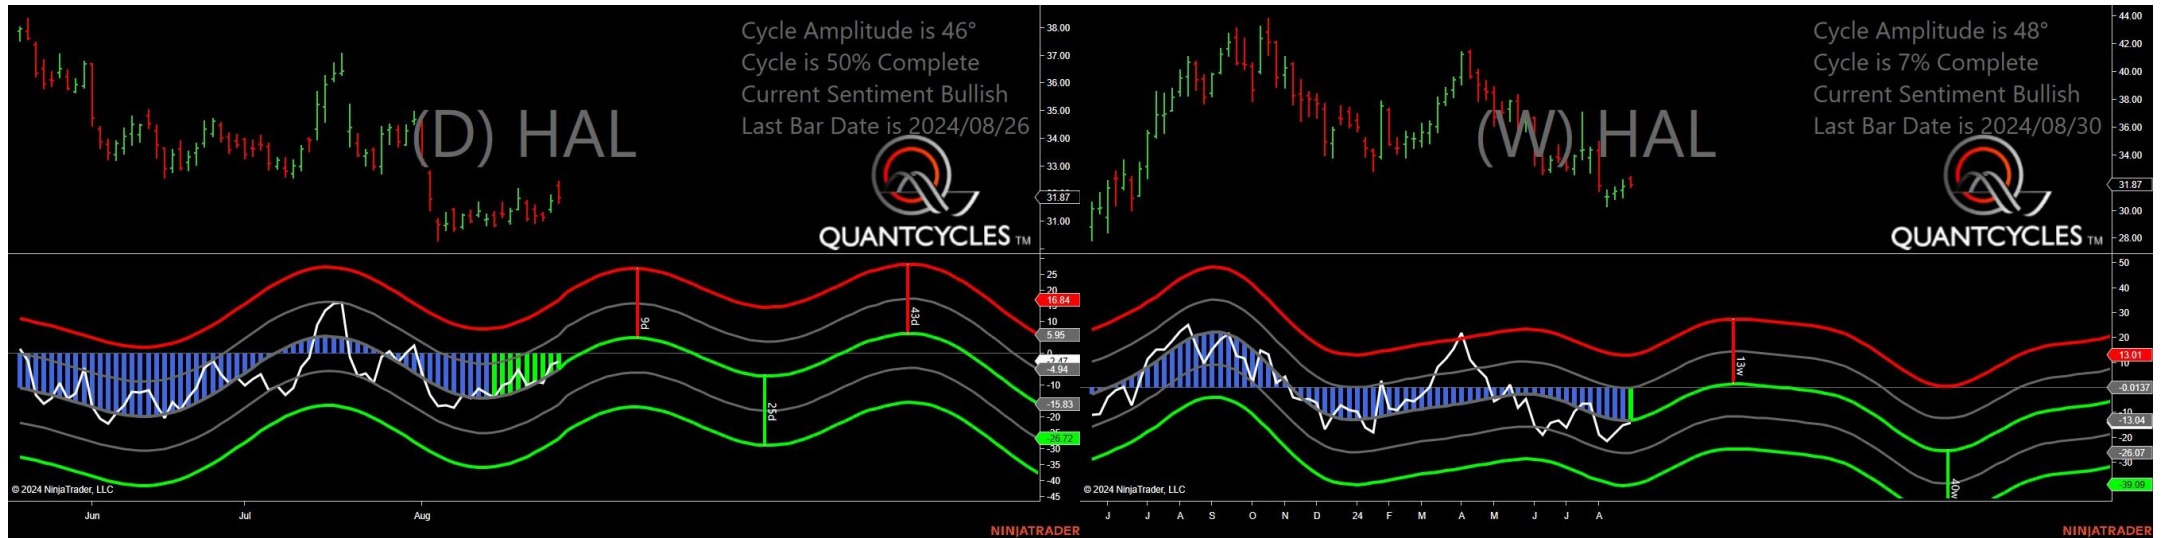 Cycle Amplitude is 46°
Cycle is 50% Complete
Current Sentiment Bullish
Last Bar Date is 2024/08/26
(D) HAL
QUANTCYCLES TM
38.00
37.00
36.00
35.00
34.00
33.00
31.87
31.00
25
20
16.84
10
5.95
0
-2.47
-4.94
-10
-15.83
-20
-25
-26.72
-30
-35
-40
-45
9d
25d
43d
© 2024 NinjaTrader, LLC
Jun Jul Aug
NINJATRADER
Cycle Amplitude is 48°
Cycle is 7% Complete
Current Sentiment Bullish
Last Bar Date is 2024/08/30
(W) HAL
QUANTCYCLES TM
44.00
42.00
40.00
38.00
36.00
34.00
31.87
30.00
28.00
50
40
30
20
13.01
10
-0.0137
-10
-13.04
-20
-26.07
-30
-39.09
13w
40w
© 2024 NinjaTrader, LLC
J J A S O N D 24 F M A M J J A
NINJATRADER